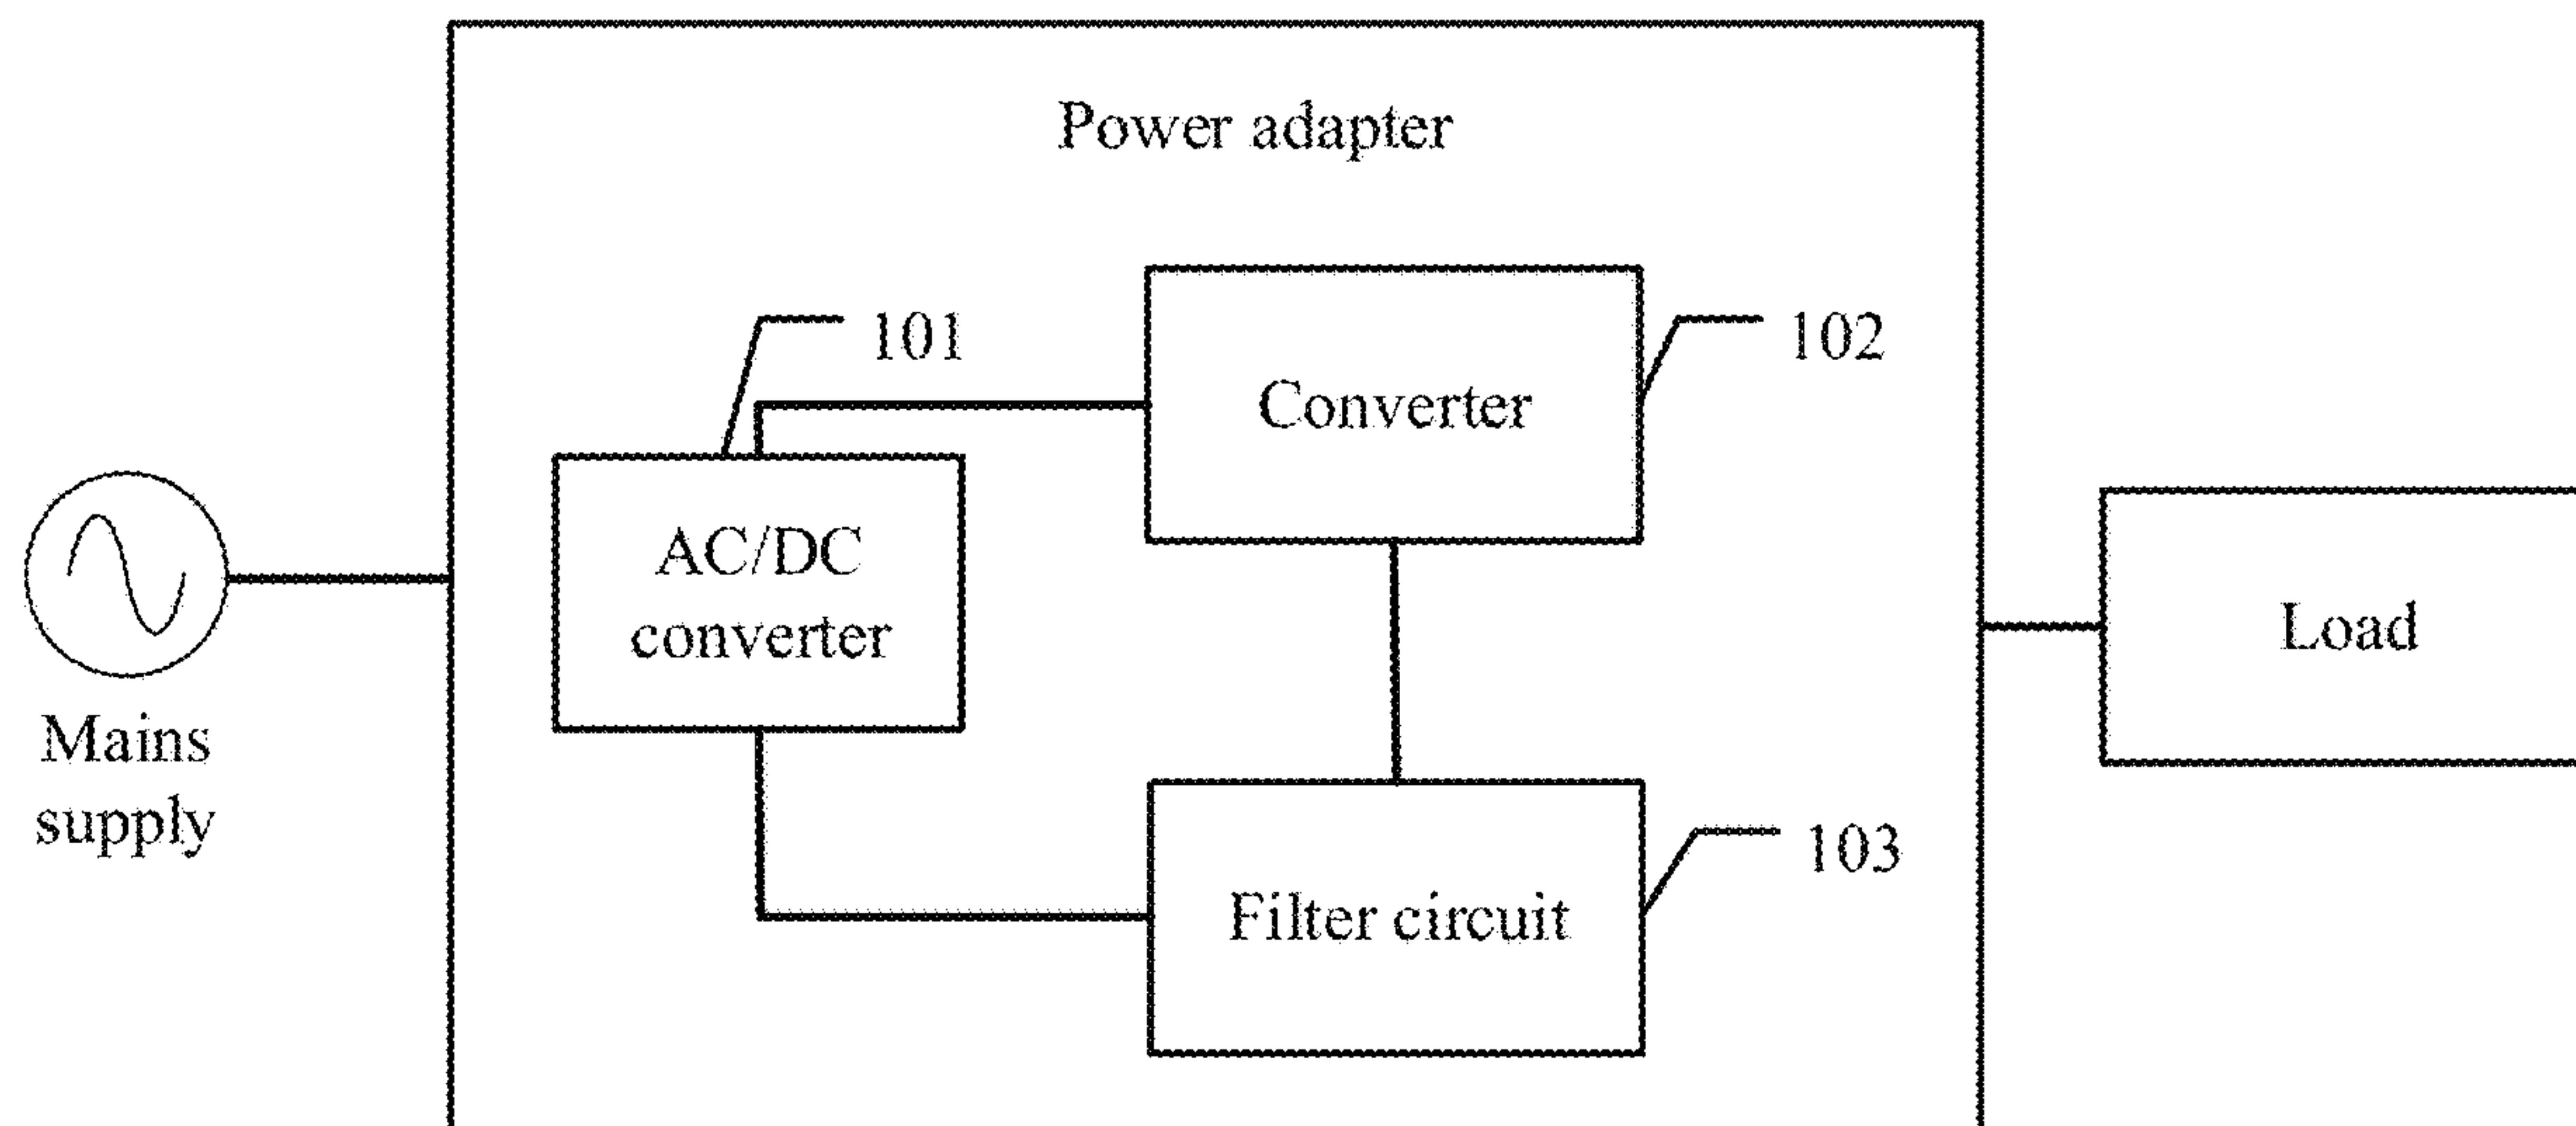 Power adapter
101
102
Converter
AC/DC
converter
Mains
supply
Load
103
Filter circuit